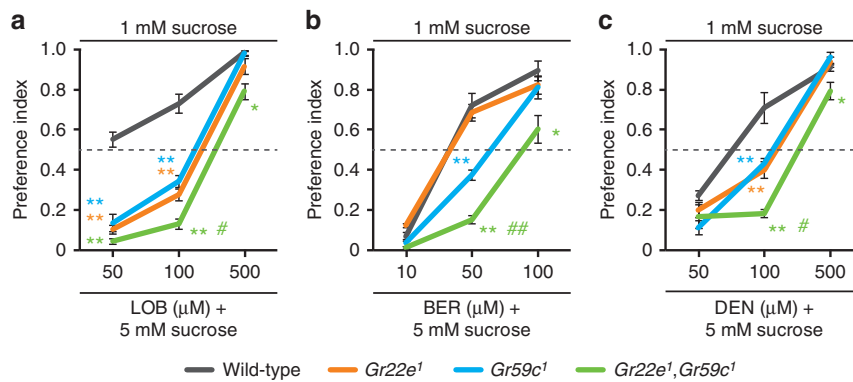 a
1 mM sucrose
Preference index
1.0
0.8
0.6
0.4
0.2
0
**
**
**
**
**
** #
*
50 100 500
LOB (μM) +
5 mM sucrose
b
1 mM sucrose
Preference index
1.0
0.8
0.6
0.4
0.2
0
**
** ##
*
10 50 100
BER (μM) +
5 mM sucrose
c
1 mM sucrose
Preference index
1.0
0.8
0.6
0.4
0.2
0
**
**
** #
*
50 100 500
DEN (μM) +
5 mM sucrose
Wild-type Gr22e¹ Gr59c¹ Gr22e¹,Gr59c¹